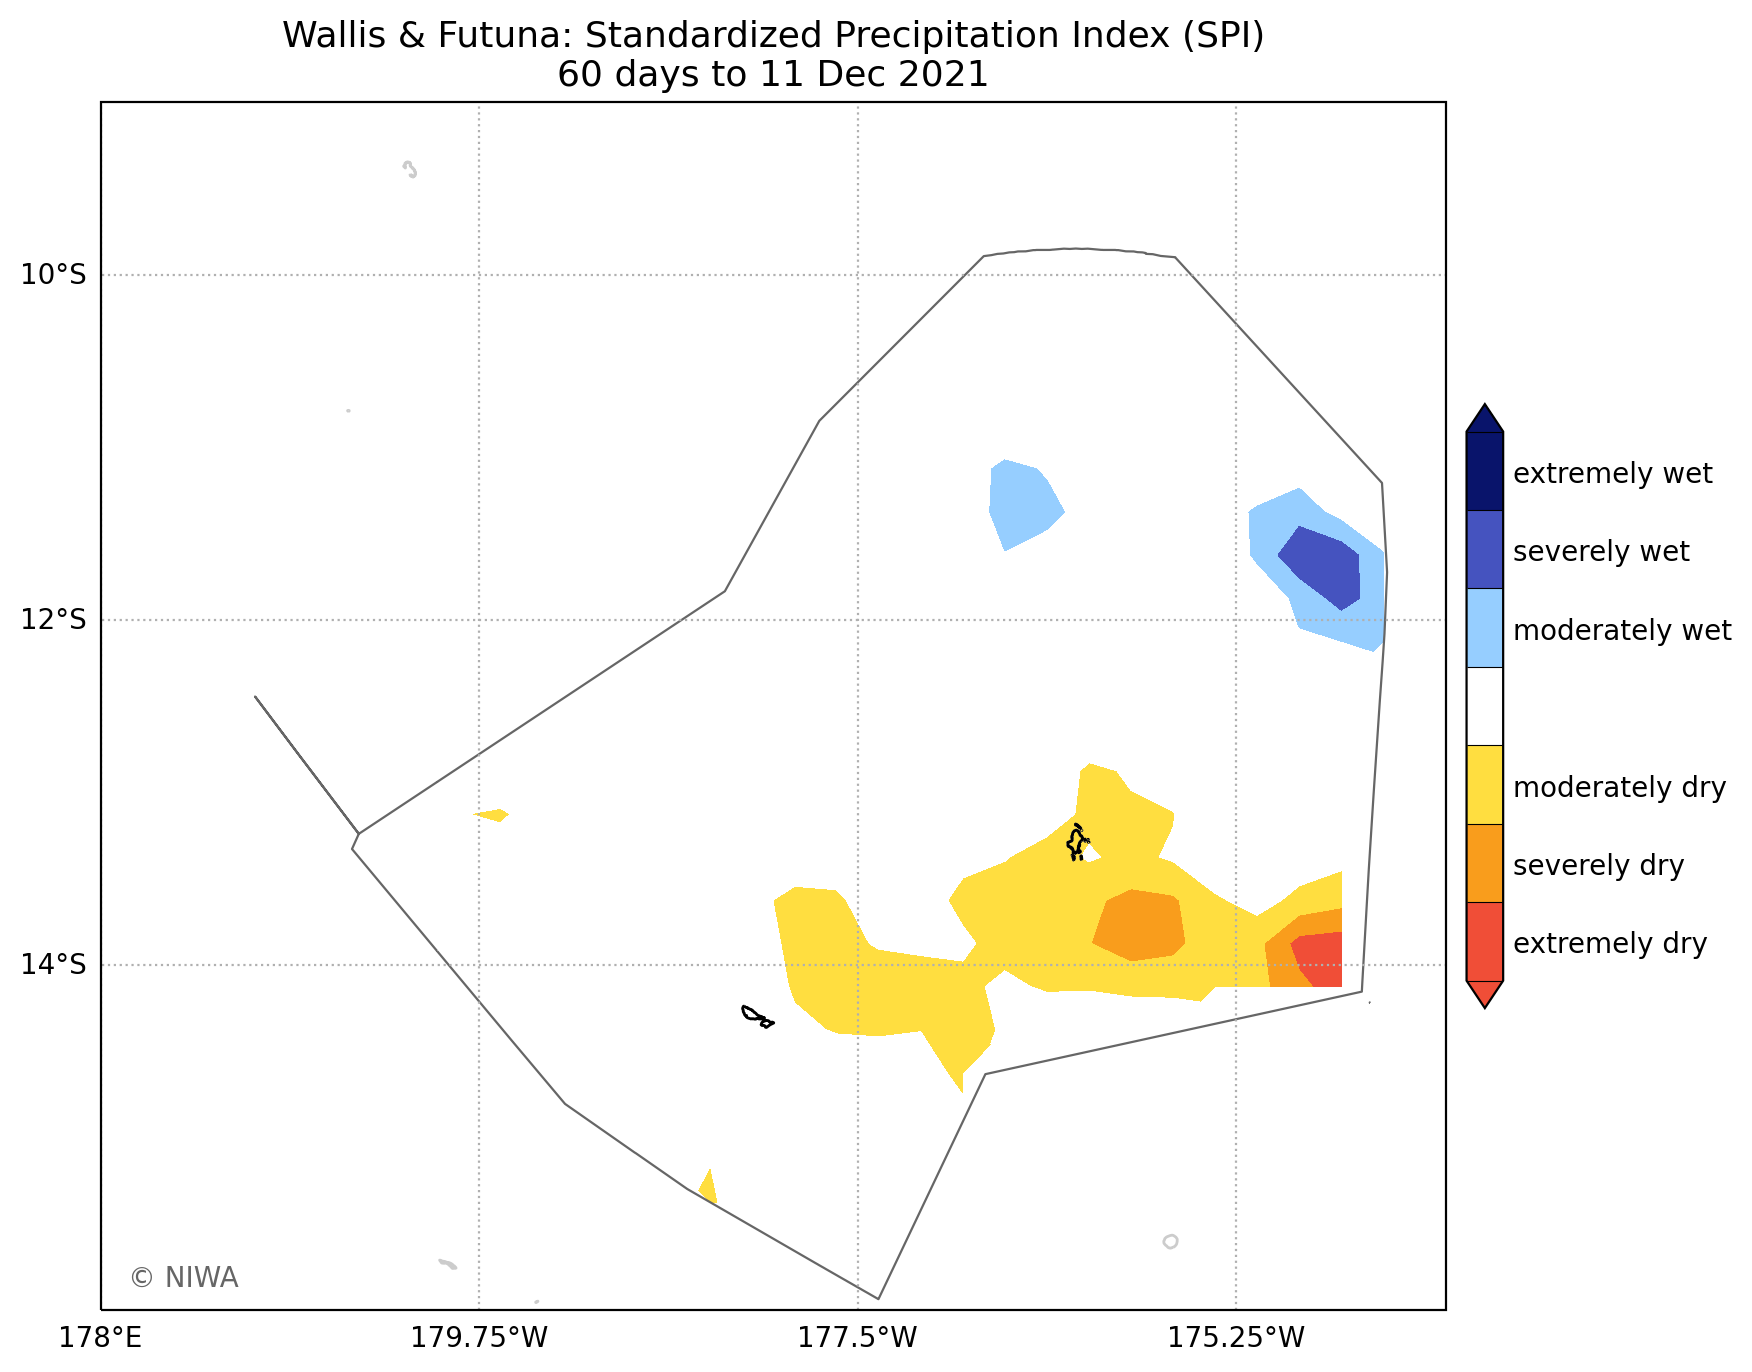 Wallis & Futuna: Standardized Precipitation Index (SPI)
60 days to 11 Dec 2021
10°S
12°S
14°S
extremely wet
severely wet
moderately wet
moderately dry
severely dry
extremely dry
© NIWA
178°E
179.75°W
177.5°W
175.25°W